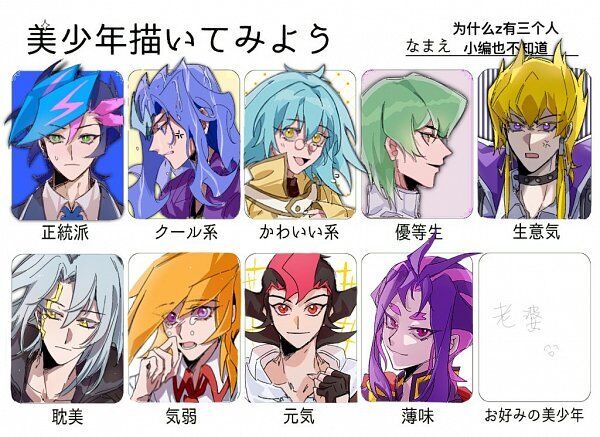 美少年描いてみよう
为什么z有三个人
なまえ 小编也不知道
正統派
クール系
かわいい系
優等生
生意気
耽美
気弱
元気
薄味
老婆
お好みの美少年